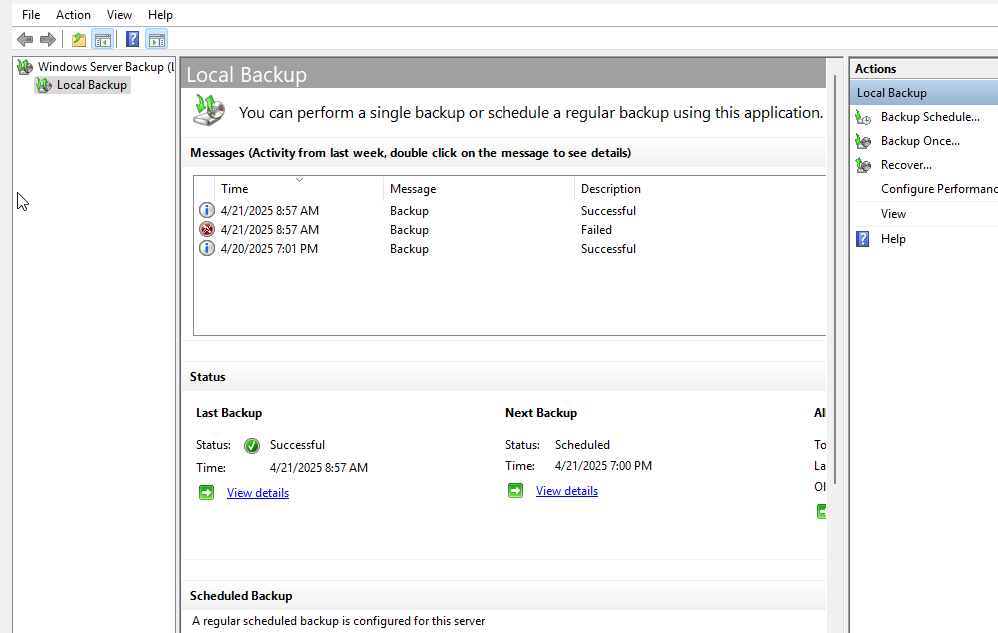 File Action View Help
Windows Server Backup (L
Local Backup
Local Backup
You can perform a single backup or schedule a regular backup using this application.
Messages (Activity from last week, double click on the message to see details)
Time Message Description
4/21/2025 8:57 AM Backup Successful
4/21/2025 8:57 AM Backup Failed
4/20/2025 7:01 PM Backup Successful
Status
Last Backup
Status: Successful
Time: 4/21/2025 8:57 AM
View details
Next Backup
Status: Scheduled
Time: 4/21/2025 7:00 PM
View details
Al
To
La
Ol
Scheduled Backup
A regular scheduled backup is configured for this server
Actions
Local Backup
Backup Schedule...
Backup Once...
Recover...
Configure Performanc
View
Help